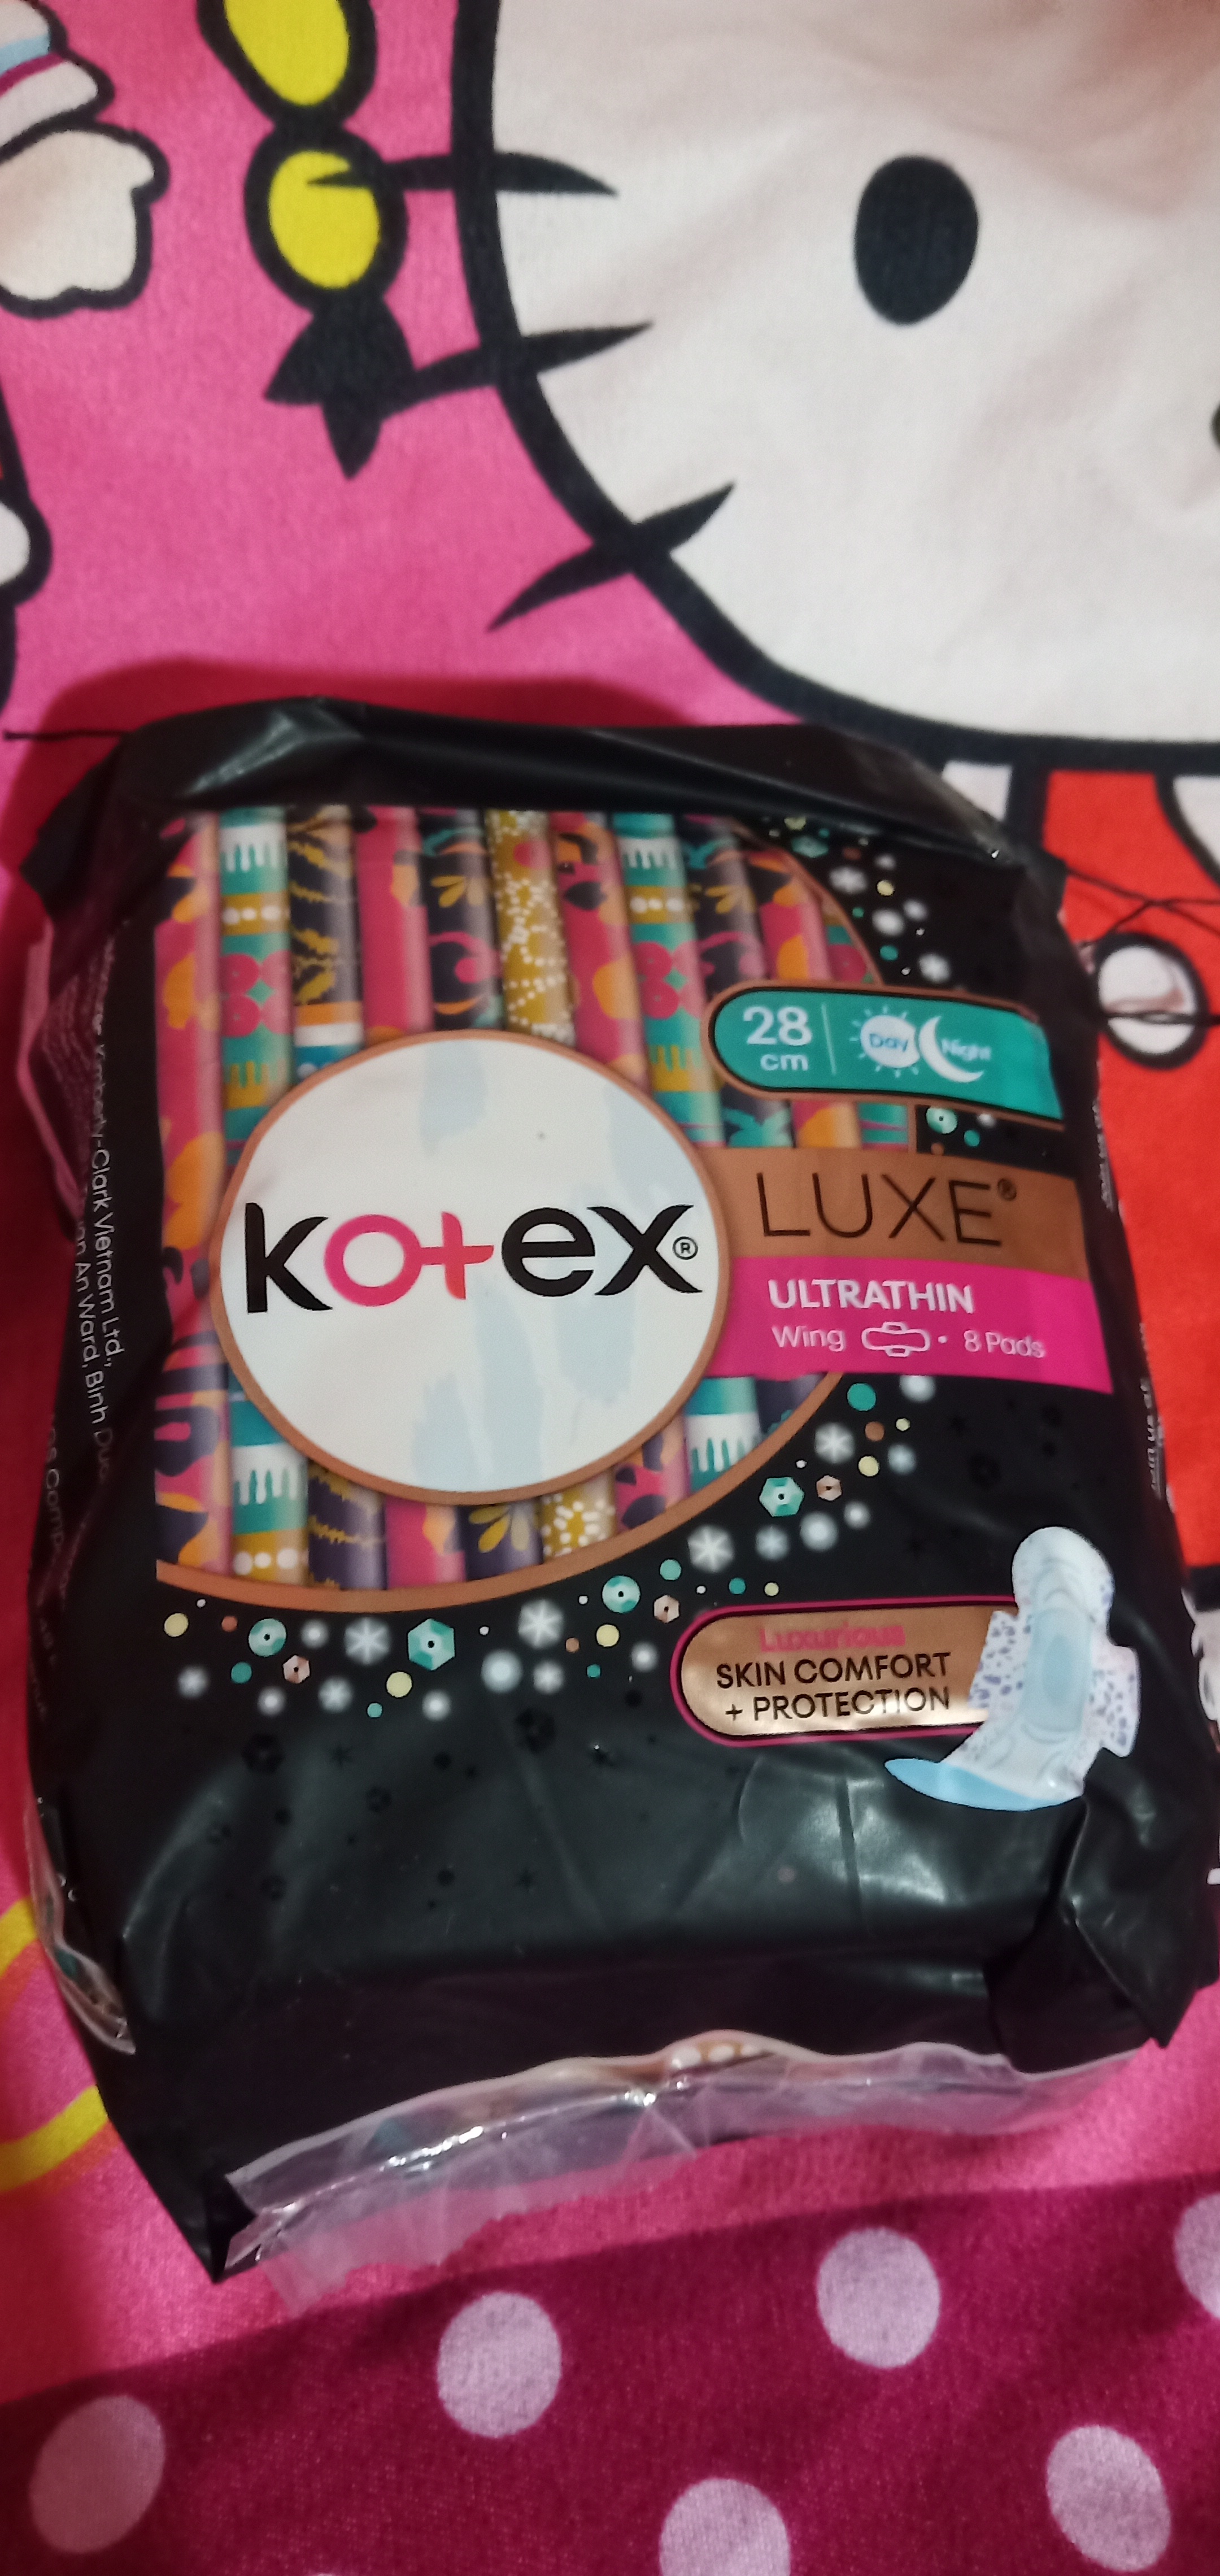 28
cm
Day
Night
LUXE®
kotex®
ULTRATHIN
Wing • 8 Pads
Luxurious
SKIN COMFORT
+ PROTECTION
Kimberly-Clark Vietnam Ltd.,
An Ward, Binh